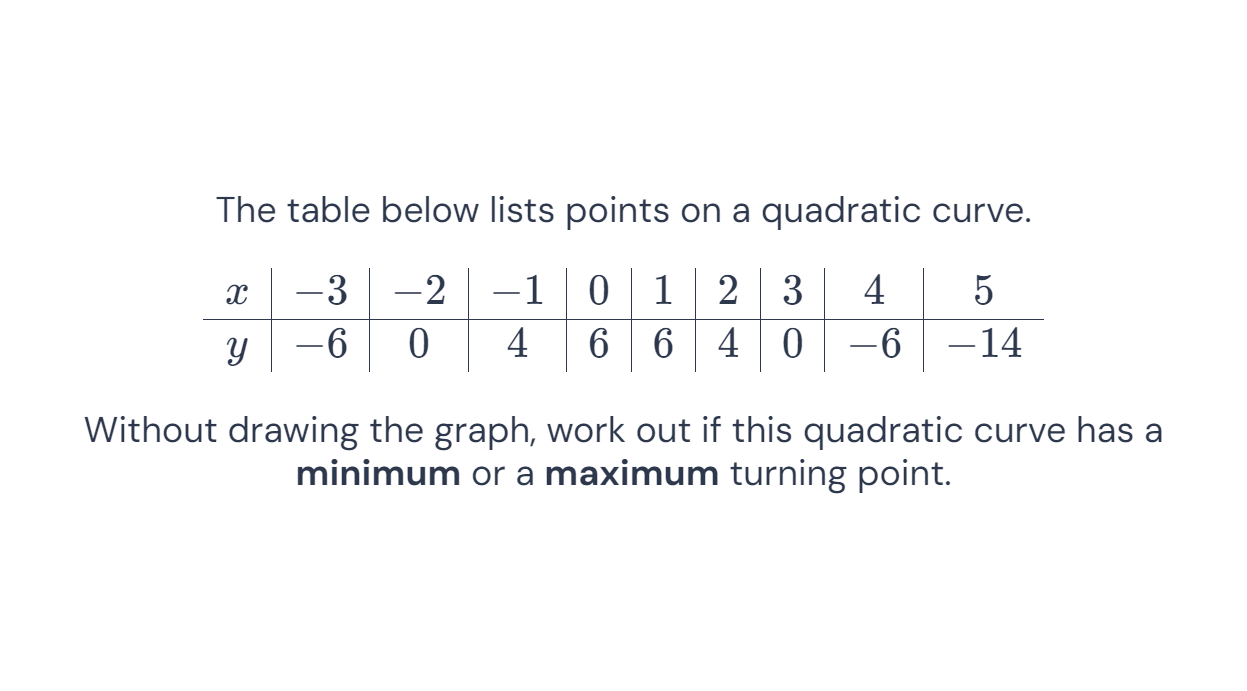 The table below lists points on a quadratic curve.
x −3 −2 −1 0 1 2 3 4 5
y −6 0 4 6 6 4 0 −6 −14
Without drawing the graph, work out if this quadratic curve has a
minimum or a maximum turning point.